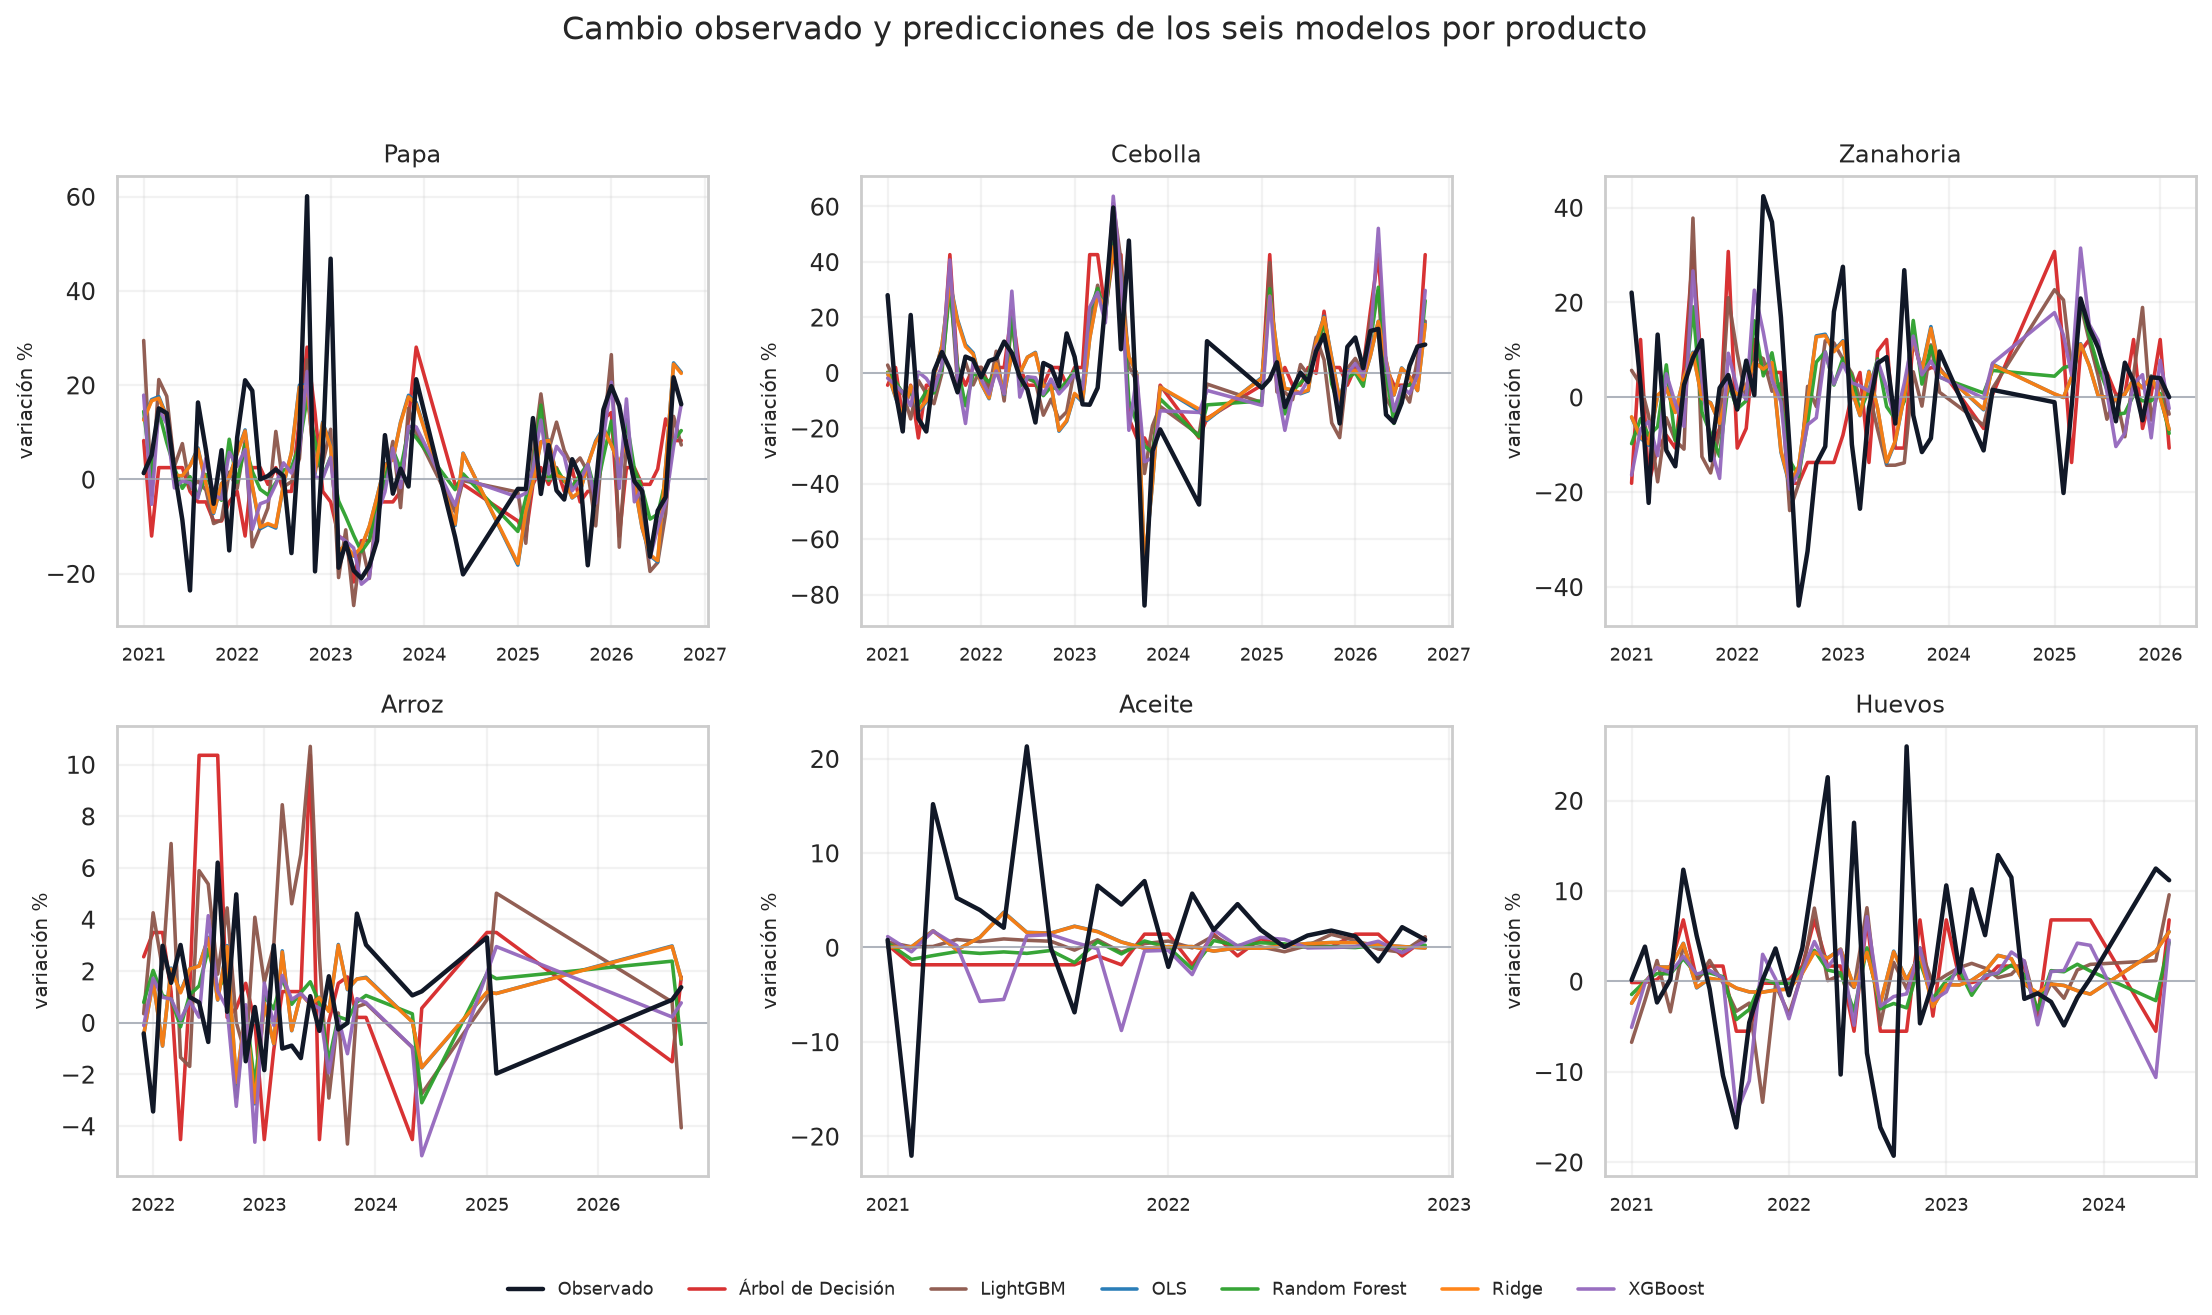 Cambio observado y predicciones de los seis modelos por producto
Papa
Cebolla
Zanahoria
variación %
60
40
20
0
−20
variación %
60
40
20
0
−20
−40
−60
−80
variación %
40
20
0
−20
−40
2021 2022 2023 2024 2025 2026 2027
2021 2022 2023 2024 2025 2026 2027
2021 2022 2023 2024 2025 2026
Arroz
Aceite
Huevos
variación %
10
8
6
4
2
0
−2
−4
variación %
20
10
0
−10
−20
variación %
20
10
0
−10
−20
2022 2023 2024 2025 2026
2021 2022 2023
2021 2022 2023 2024
Observado Árbol de Decisión LightGBM OLS Random Forest Ridge XGBoost